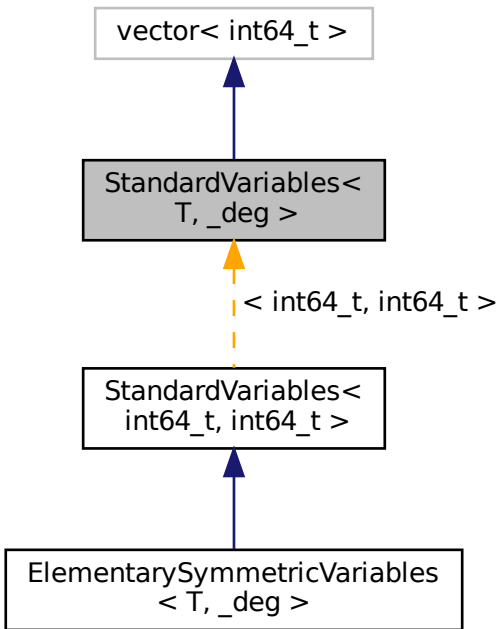 vector< int64_t >
StandardVariables<
T, _deg >
< int64_t, int64_t >
StandardVariables<
int64_t, int64_t >
ElementarySymmetricVariables
< T, _deg >